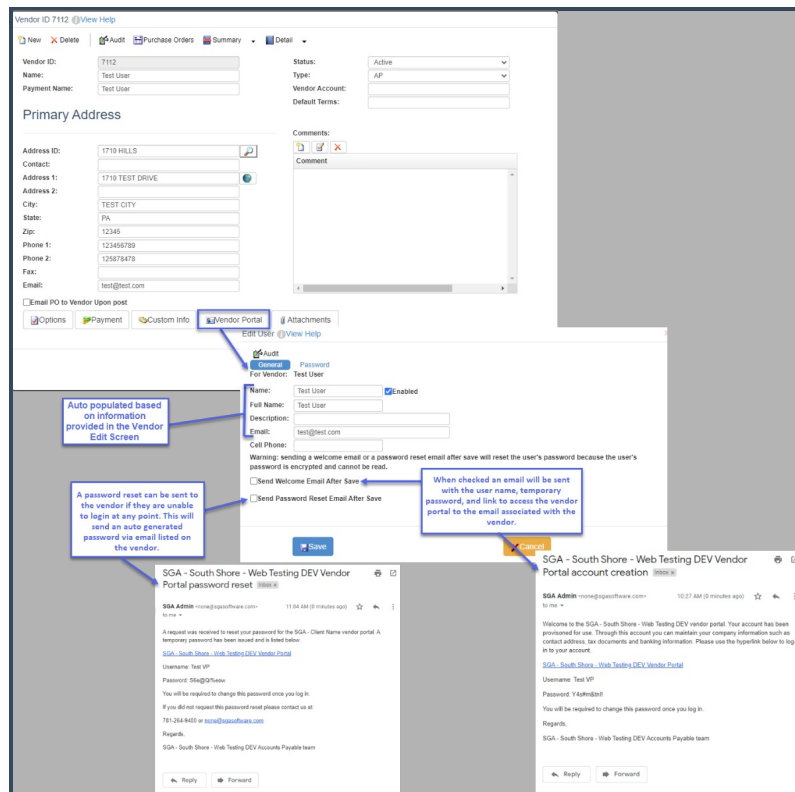 Vendor ID 7112 View Help
New Delete Audit Purchase Orders Summary Detail
Vendor ID: 7112
Name: Test User
Payment Name: Test User
Status: Active
Type: AP
Vendor Account:
Default Terms:
Primary Address
Address ID: 1710 HILLS
Contact:
Address 1: 1710 TEST DRIVE
Address 2:
City: TEST CITY
State: PA
Zip: 12345
Phone 1: 123456789
Phone 2: 125878478
Fax:
Email: test@test.com
Comments:
Comment
Email PO to Vendor Upon post
Options Payment Custom Info Vendor Portal Attachments
Edit User View Help
Audit
General Password
For Vendor: Test User
Name: Test User Enabled
Full Name: Test User
Description:
Email: test@test.com
Cell Phone:
Warning: sending a welcome email or a password reset email after save will reset the user's password because the user's
password is encrypted and cannot be read.
Send Welcome Email After Save
Send Password Reset Email After Save
Save Cancel
Auto populated based
on information
provided in the Vendor
Edit Screen
A password reset can be sent to
the vendor if they are unable
to login at any point. This will
send an auto generated
password via email listed on
the vendor.
When checked an email will be sent
with the user name, temporary
password, and link to access the vendor
portal to the email associated with the
vendor.
SGA - South Shore - Web Testing DEV Vendor
Portal password reset Inbox x
SGA Admin <none@sgasoftware.com> 11:04 AM (0 minutes ago)
to me
A request was received to reset your password for the SGA - Client Name vendor portal. A
temporary password has been issued and is listed below.
SGA - South Shore - Web Testing DEV Vendor Portal
Username: Test VP
You will be required to change this password once you log in.
If you did not request this password reset please contact us at:
781-264-9400 or none@sgasoftware.com
Regards,
SGA - South Shore - Web Testing DEV Accounts Payable team
Reply Forward
SGA - South Shore - Web Testing DEV Vendor
Portal account creation Inbox x
SGA Admin <none@sgasoftware.com> 10:27 AM (0 minutes ago)
to me
Welcome to the SGA - South Shore - Web Testing DEV vendor portal. Your account has been
provisoned for use. Through this account you can maintain your company information such as
contact address, tax documents and banking information. Please use the hyperlink below to log
in to your account.
SGA - South Shore - Web Testing DEV Vendor Portal
Username: Test VP
You will be required to change this password once you log in.
Regards,
SGA - South Shore - Web Testing DEV Accounts Payable team
Reply Forward